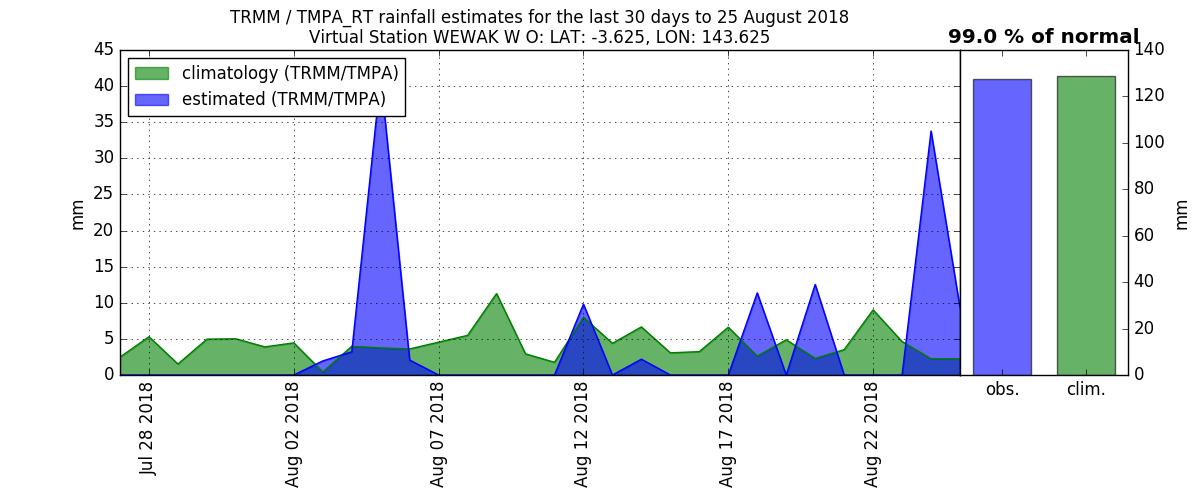 TRMM / TMPA_RT rainfall estimates for the last 30 days to 25 August 2018
Virtual Station WEWAK W O: LAT: -3.625, LON: 143.625
99.0 % of normal
climatology (TRMM/TMPA)
estimated (TRMM/TMPA)
45
40
35
30
25
20
15
10
5
0
mm
Jul 28 2018
Aug 02 2018
Aug 07 2018
Aug 12 2018
Aug 17 2018
Aug 22 2018
140
120
100
80
60
40
20
0
mm
obs.
clim.